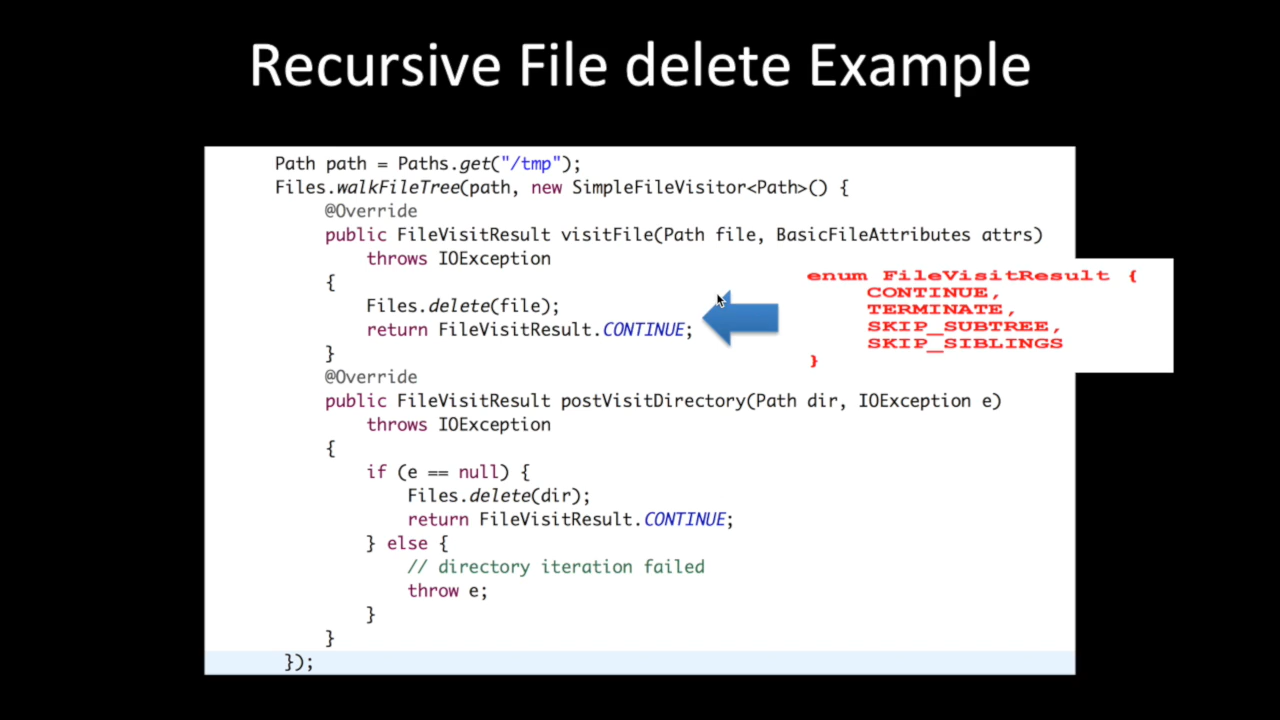 Recursive File delete Example
Path path = Paths.get("/tmp");
Files.walkFileTree(path, new SimpleFileVisitor<Path>() {
@Override
public FileVisitResult visitFile(Path file, BasicFileAttributes attrs)
throws IOException
{
Files.delete(file);
return FileVisitResult.CONTINUE;
}
@Override
public FileVisitResult postVisitDirectory(Path dir, IOException e)
throws IOException
{
if (e == null) {
Files.delete(dir);
return FileVisitResult.CONTINUE;
} else {
// directory iteration failed
throw e;
}
}
});
enum FileVisitResult {
CONTINUE,
TERMINATE,
SKIP_SUBTREE,
SKIP_SIBLINGS
}